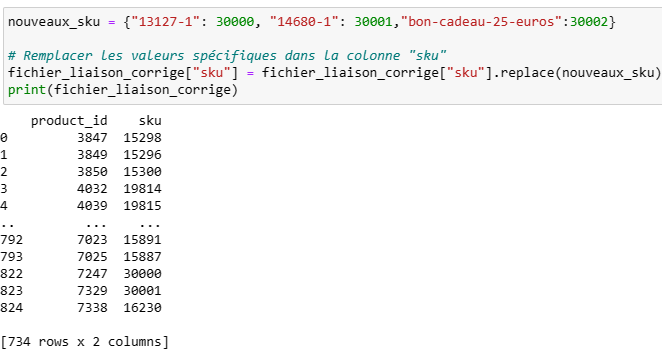 nouveaux_sku = {"13127-1": 30000, "14680-1": 30001,"bon-cadeau-25-euros":30002}
# Remplacer les valeurs spécifiques dans la colonne "sku"
fichier_liaison_corrige["sku"] = fichier_liaison_corrige["sku"].replace(nouveaux_sku)
print(fichier_liaison_corrige)
product_id sku
0 3847 15298
1 3849 15296
2 3850 15300
3 4032 19814
4 4039 19815
.. ... ...
792 7023 15891
793 7025 15887
822 7247 30000
823 7329 30001
824 7338 16230
[734 rows x 2 columns]